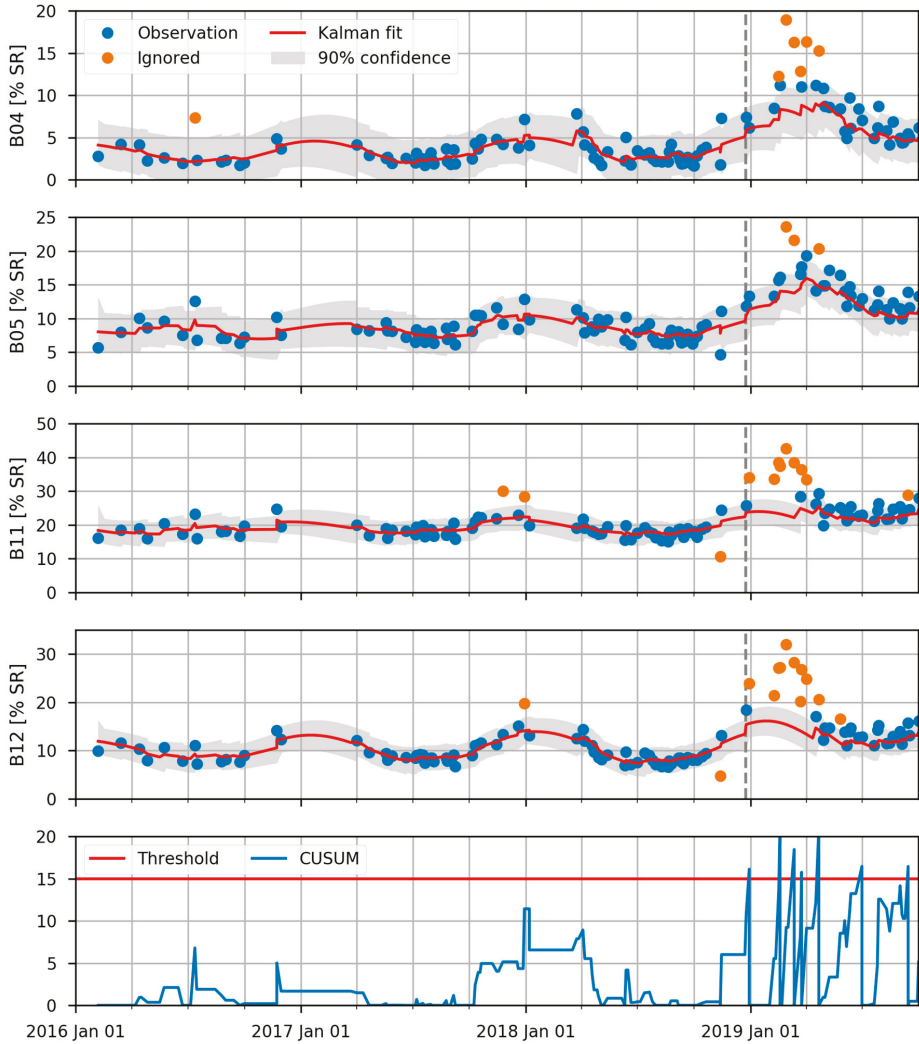 20
15
10
5
0
B04 [% SR]
Observation
Ignored
Kalman fit
90% confidence
25
20
15
10
5
0
B05 [% SR]
50
40
30
20
10
0
B11 [% SR]
30
20
10
0
B12 [% SR]
20
15
10
5
0
Threshold
CUSUM
2016 Jan 01
2017 Jan 01
2018 Jan 01
2019 Jan 01